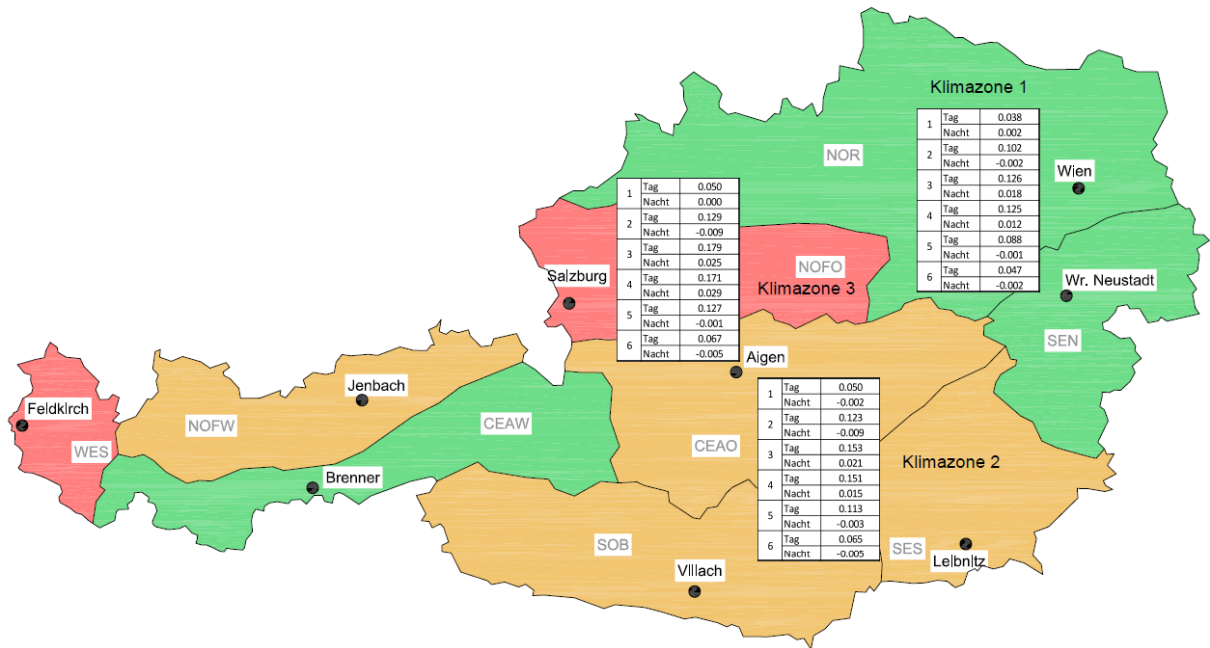 Klimazone 1
1 Tag 0.038
Nacht 0.002
2 Tag 0.102
Nacht -0.002
3 Tag 0.126
Nacht 0.018
4 Tag 0.125
Nacht 0.012
5 Tag 0.088
Nacht -0.001
6 Tag 0.047
Nacht -0.002
NOR
Wien
1 Tag 0.050
Nacht 0.000
2 Tag 0.129
Nacht -0.009
3 Tag 0.179
Nacht 0.025
4 Tag 0.171
Nacht 0.029
5 Tag 0.127
Nacht -0.001
6 Tag 0.067
Nacht -0.005
NOFO
Salzburg
Klimazone 3
Wr. Neustadt
SEN
Aigen
Jenbach
Feldkirch
NOFW
CEAW
WES
CEAO
1 Tag 0.050
Nacht -0.002
2 Tag 0.123
Nacht -0.009
3 Tag 0.153
Nacht 0.021
4 Tag 0.151
Nacht 0.015
5 Tag 0.113
Nacht -0.003
6 Tag 0.065
Nacht -0.005
Klimazone 2
Brenner
SOB
SES
Leibnitz
Villach